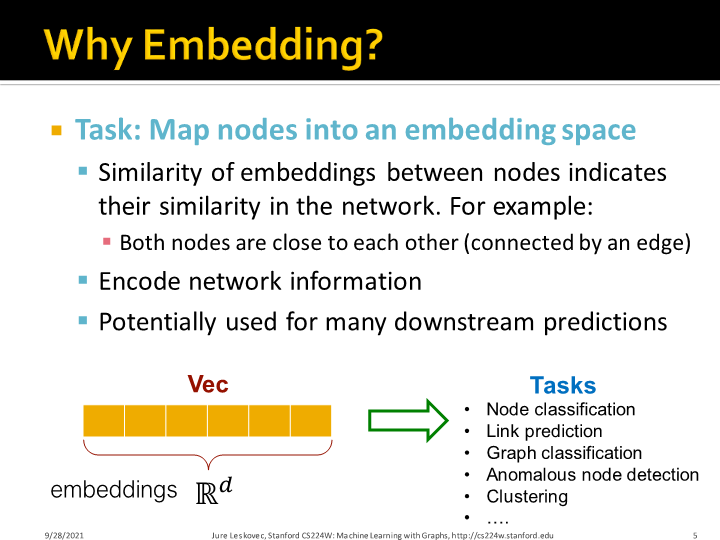 Why Embedding?
Task: Map nodes into an embedding space
Similarity of embeddings between nodes indicates
their similarity in the network. For example:
Both nodes are close to each other (connected by an edge)
Encode network information
Potentially used for many downstream predictions
Vec
embeddings ℝᵈ
Tasks
• Node classification
• Link prediction
• Graph classification
• Anomalous node detection
• Clustering
• ….
9/28/2021
Jure Leskovec, Stanford CS224W: Machine Learning with Graphs, http://cs224w.stanford.edu
5